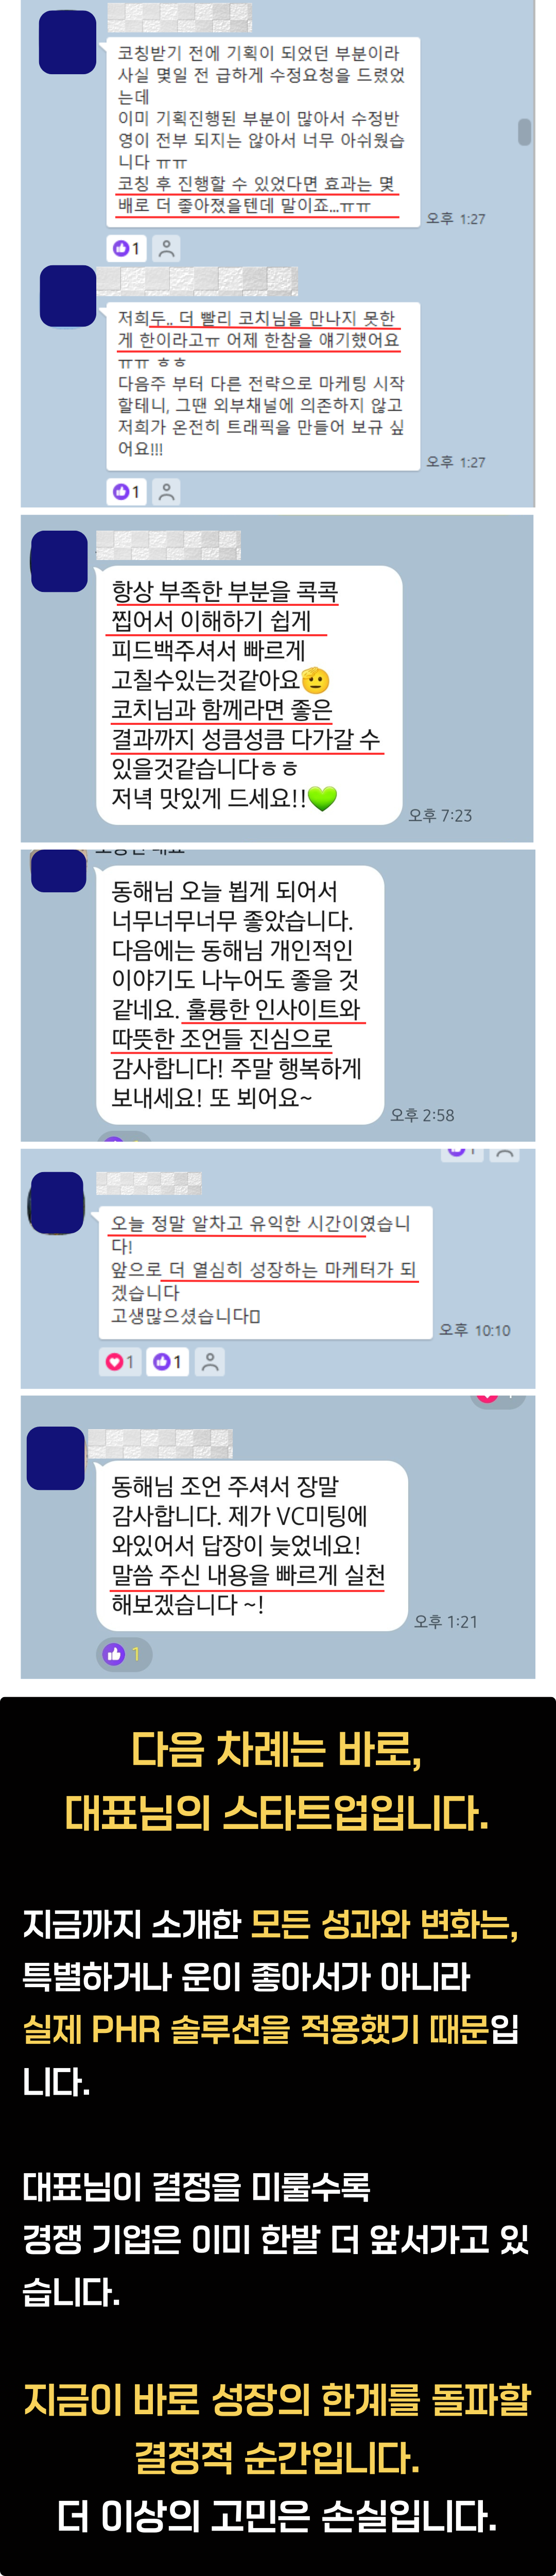 코칭받기 전에 기획이 되었던 부분이라
사실 몇일 전 급하게 수정요청을 드렸었
는데
이미 기획진행된 부분이 많아서 수정반
영이 전부 되지는 않아서 너무 아쉬웠습
니다 ㅠㅠ
코칭 후 진행할 수 있었다면 효과는 몇
배로 더 좋아졌을텐데 말이죠...ㅠㅠ
오후 1:27
1
저희두.. 더 빨리 코치님을 만나지 못한
게 한이라고ㅠ 어제 한참을 얘기했어요
ㅠㅠ ㅎㅎ
다음주 부터 다른 전략으로 마케팅 시작
할테니, 그땐 외부채널에 의존하지 않고
저희가 온전히 트래픽을 만들어 보규 싶
어요!!!
오후 1:27
1
항상 부족한 부분을 콕콕
찝어서 이해하기 쉽게
피드백주셔서 빠르게
고칠수있는것같아요🫡
코치님과 함께라면 좋은
결과까지 성큼성큼 다가갈 수
있을것같습니다ㅎㅎ
저녁 맛있게 드세요!!💚
오후 7:23
동해님 오늘 뵙게 되어서
너무너무너무 좋았습니다.
다음에는 동해님 개인적인
이야기도 나누어도 좋을 것
같네요. 훌륭한 인사이트와
따뜻한 조언들 진심으로
감사합니다! 주말 행복하게
보내세요! 또 뵈어요~
오후 2:58
오늘 정말 알차고 유익한 시간이였습니
다!
앞으로 더 열심히 성장하는 마케터가 되
겠습니다
고생많으셨습니다▯
오후 10:10
1 1
동해님 조언 주셔서 장말
감사합니다. 제가 VC미팅에
와있어서 답장이 늦었네요!
말씀 주신 내용을 빠르게 실천
해보겠습니다 ~!
오후 1:21
1
다음 차례는 바로,
대표님의 스타트업입니다.
지금까지 소개한 모든 성과와 변화는,
특별하거나 운이 좋아서가 아니라
실제 PHR 솔루션을 적용했기 때문입
니다.
대표님이 결정을 미룰수록
경쟁 기업은 이미 한발 더 앞서가고 있
습니다.
지금이 바로 성장의 한계를 돌파할
결정적 순간입니다.
더 이상의 고민은 손실입니다.